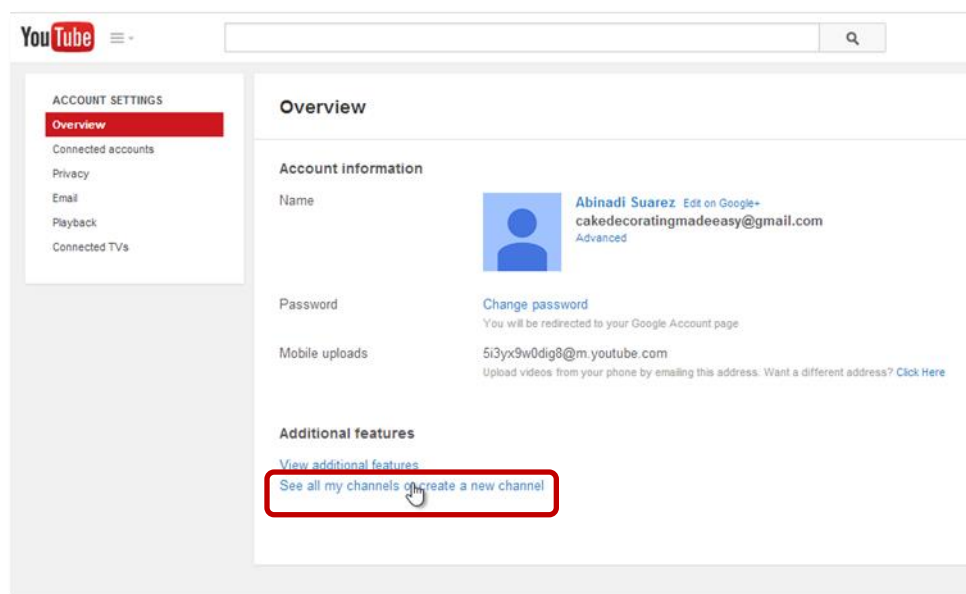 YouTube
ACCOUNT SETTINGS
Overview
Connected accounts
Privacy
Email
Playback
Connected TVs
Overview
Account information
Name
Abinadi Suarez Edit on Google+
cakedecoratingmadeeasy@gmail.com
Advanced
Password
Change password
You will be redirected to your Google Account page
Mobile uploads
5i3yx9w0dig8@m.youtube.com
Upload videos from your phone by emailing this address. Want a different address? Click Here
Additional features
View additional features
See all my channels or create a new channel